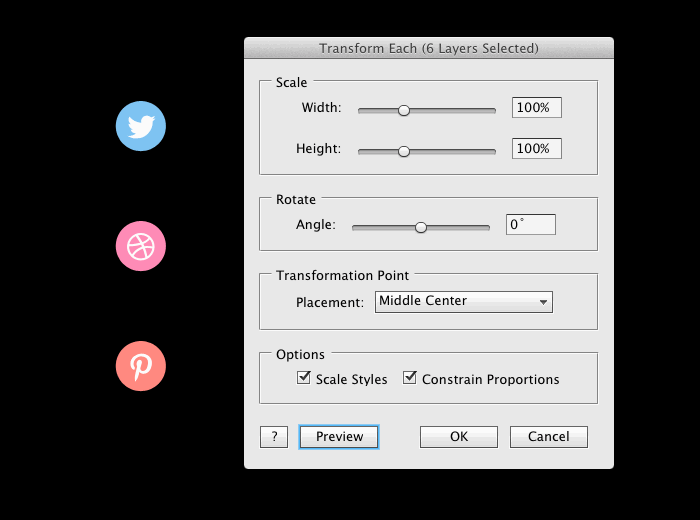 Transform Each (6 Layers Selected)
Scale
Width: 100%
Height: 100%
Rotate
Angle: 0°
Transformation Point
Placement: Middle Center
Options
Scale Styles Constrain Proportions
? Preview OK Cancel